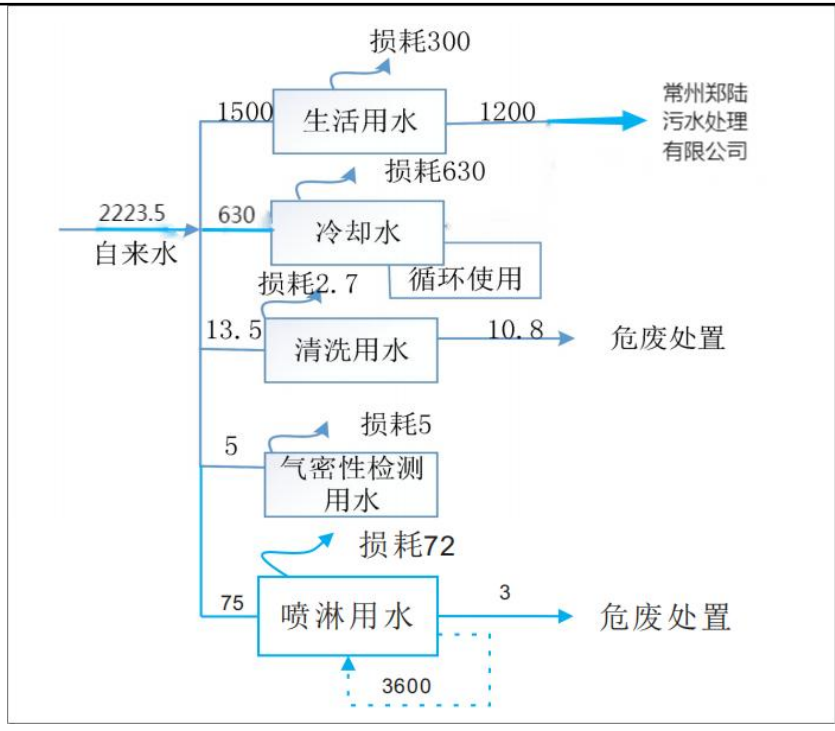 损耗300
1500
生活用水
1200
常州郑陆
污水处理
有限公司
损耗630
2223.5
自来水
630
冷却水
循环使用
损耗2.7
13.5
清洗用水
10.8
危废处置
损耗5
5
气密性检测
用水
损耗72
75
喷淋用水
3
危废处置
3600